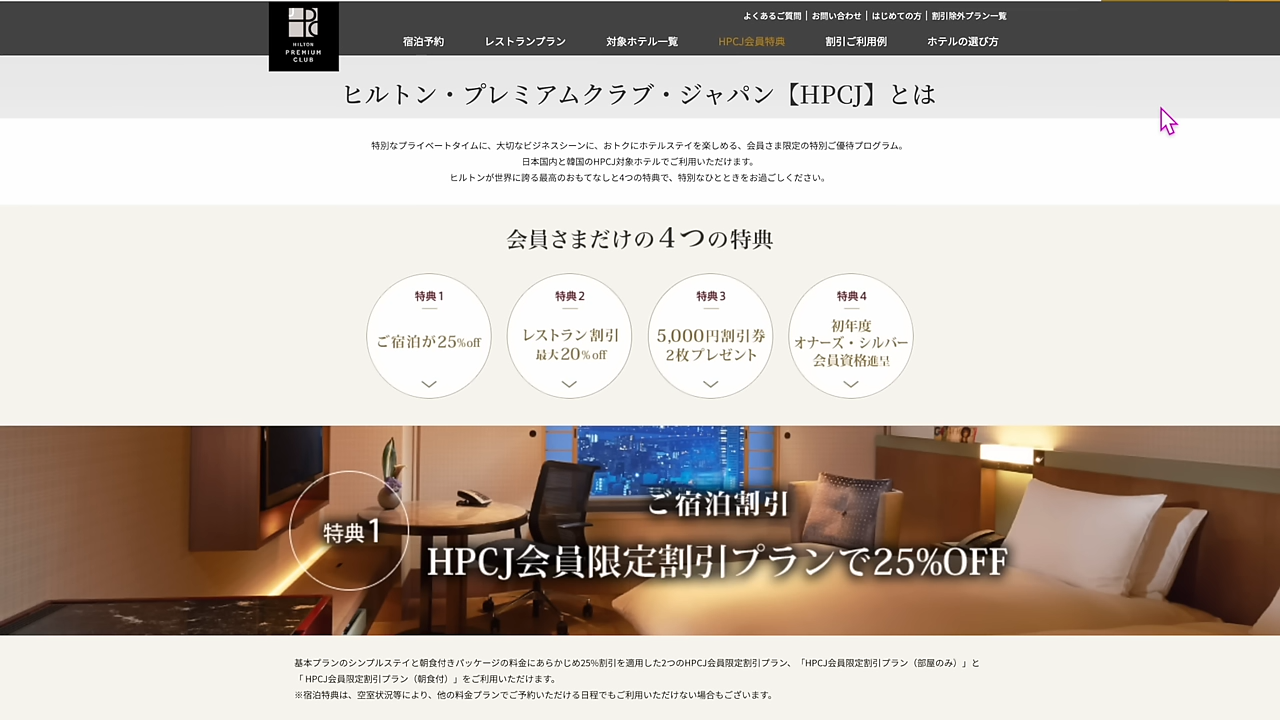 HILTON
PREMIUM
CLUB
よくあるご質問 | お問い合わせ | はじめての方 | 割引除外プラン一覧
宿泊予約 レストランプラン 対象ホテル一覧 HPCJ会員特典 割引ご利用例 ホテルの選び方
ヒルトン・プレミアムクラブ・ジャパン【HPCJ】とは
特別なプライベートタイムに、大切なビジネスシーンに、おトクにホテルステイを楽しめる、会員さま限定の特別ご優待プログラム。
日本国内と韓国のHPCJ対象ホテルでご利用いただけます。
ヒルトンが世界に誇る最高のおもてなしと4つの特典で、特別なひとときをお過ごしください。
会員さまだけの4つの特典
特典1
ご宿泊が25%off
特典2
レストラン割引
最大20%off
特典3
5,000円割引券
2枚プレゼント
特典4
初年度
オナーズ・シルバー
会員資格進呈
特典1
ご宿泊割引
HPCJ会員限定割引プランで25%OFF
基本プランのシンプルステイと朝食付きパッケージの料金にあらかじめ25%割引を適用した2つのHPCJ会員限定割引プラン、「HPCJ会員限定割引プラン（部屋のみ）」と
「 HPCJ会員限定割引プラン（朝食付）」をご利用いただけます。
※宿泊特典は、空室状況等により、他の料金プランでご予約いただける日程でもご利用いただけない場合もございます。